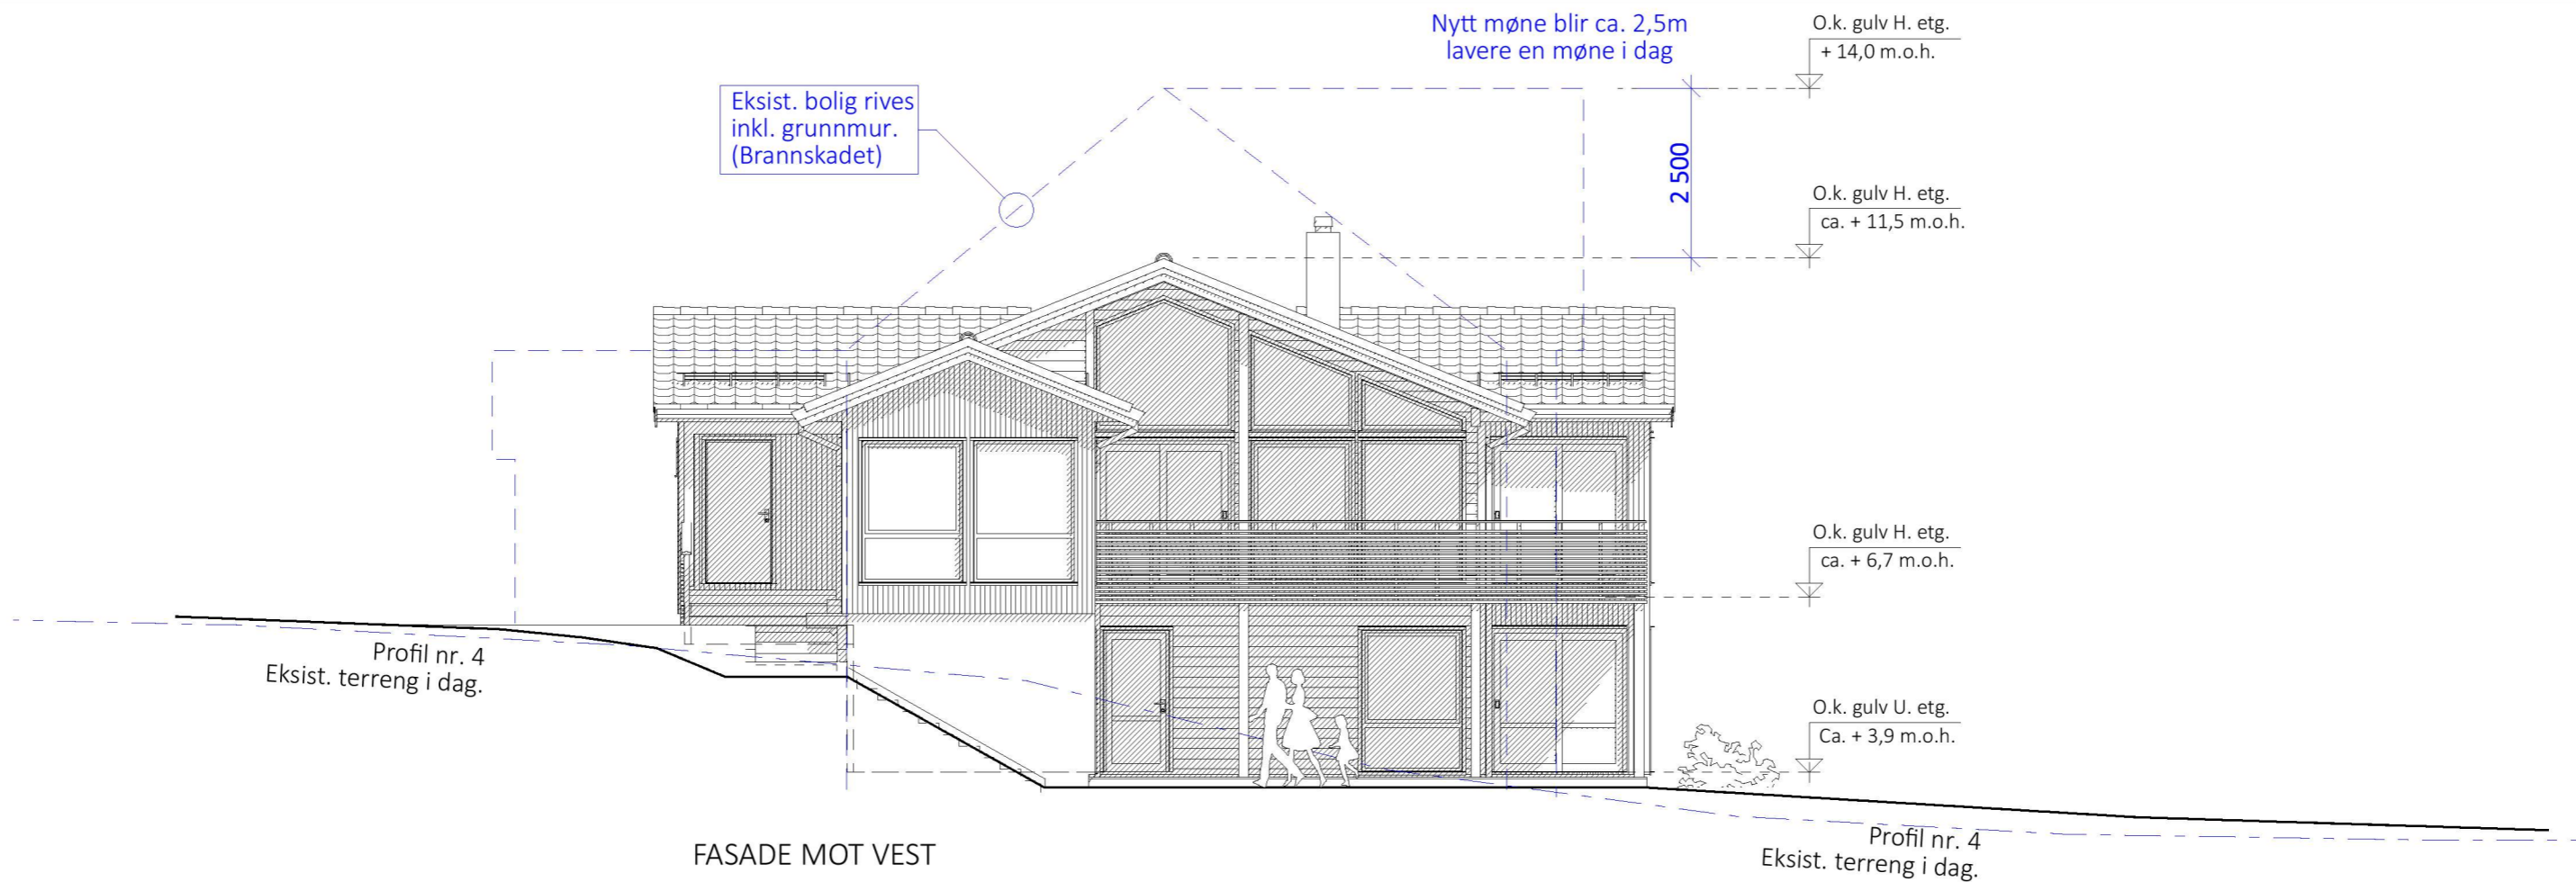 Nytt møne blir ca. 2,5m
lavere en møne i dag
O.k. gulv H. etg.
+ 14,0 m.o.h.
Eksist. bolig rives
inkl. grunnmur.
(Brannskadet)
2 500
O.k. gulv H. etg.
ca. + 11,5 m.o.h.
O.k. gulv H. etg.
ca. + 6,7 m.o.h.
Profil nr. 4
Eksist. terreng i dag.
O.k. gulv U. etg.
Ca. + 3,9 m.o.h.
FASADE MOT VEST
Profil nr. 4
Eksist. terreng i dag.